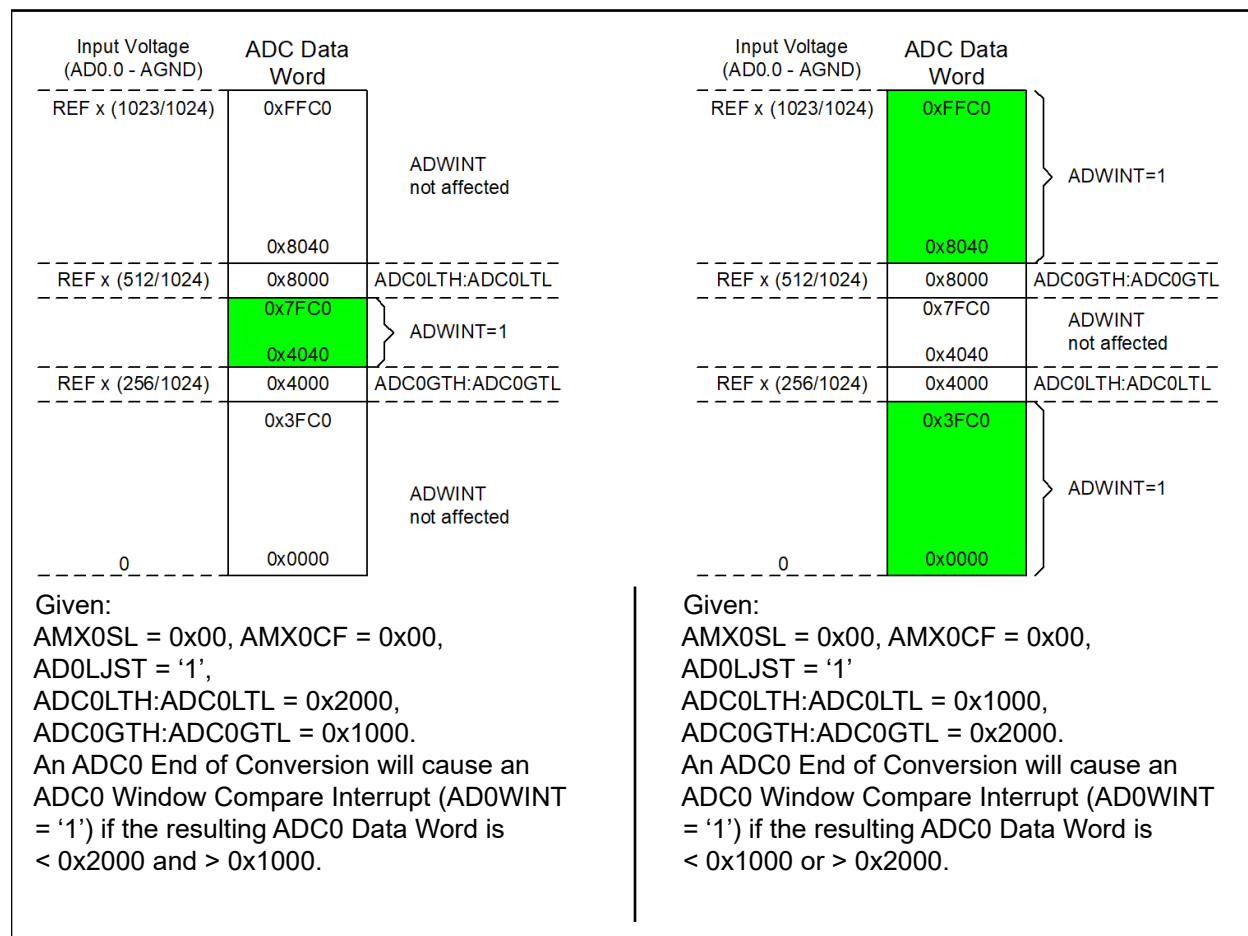 Input Voltage
(AD0.0 - AGND)
ADC Data
Word
REF x (1023/1024)
0xFFC0
ADWINT
not affected
0x8040
REF x (512/1024)
0x8000
ADC0LTH:ADC0LTL
0x7FC0
ADWINT=1
0x4040
REF x (256/1024)
0x4000
ADC0GTH:ADC0GTL
0x3FC0
ADWINT
not affected
0
0x0000
Given:
AMX0SL = 0x00, AMX0CF = 0x00,
AD0LJST = ‘1’,
ADC0LTH:ADC0LTL = 0x2000,
ADC0GTH:ADC0GTL = 0x1000.
An ADC0 End of Conversion will cause an
ADC0 Window Compare Interrupt (AD0WINT
= ‘1’) if the resulting ADC0 Data Word is
< 0x2000 and > 0x1000.
Input Voltage
(AD0.0 - AGND)
ADC Data
Word
REF x (1023/1024)
0xFFC0
ADWINT=1
0x8040
REF x (512/1024)
0x8000
ADC0GTH:ADC0GTL
0x7FC0
ADWINT
not affected
0x4040
REF x (256/1024)
0x4000
ADC0LTH:ADC0LTL
0x3FC0
ADWINT=1
0
0x0000
Given:
AMX0SL = 0x00, AMX0CF = 0x00,
AD0LJST = ‘1’
ADC0LTH:ADC0LTL = 0x1000,
ADC0GTH:ADC0GTL = 0x2000.
An ADC0 End of Conversion will cause an
ADC0 Window Compare Interrupt (AD0WINT
= ‘1’) if the resulting ADC0 Data Word is
< 0x1000 or > 0x2000.